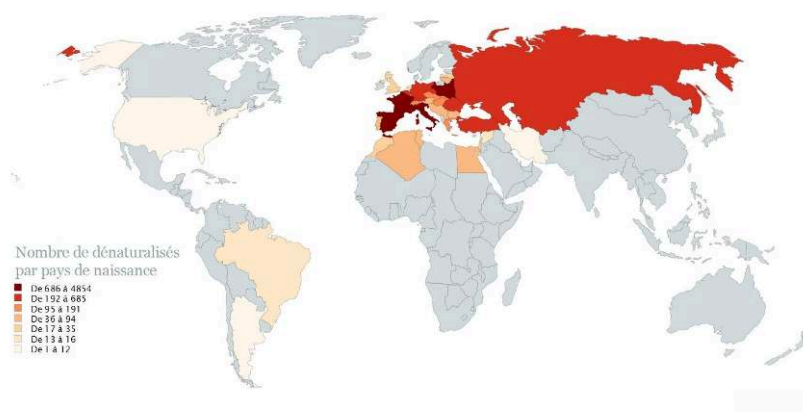 Nombre de dénaturalisés
par pays de naissance
De 686 à 4854
De 192 à 685
De 95 à 191
De 36 à 94
De 17 à 35
De 13 à 16
De 1 à 12